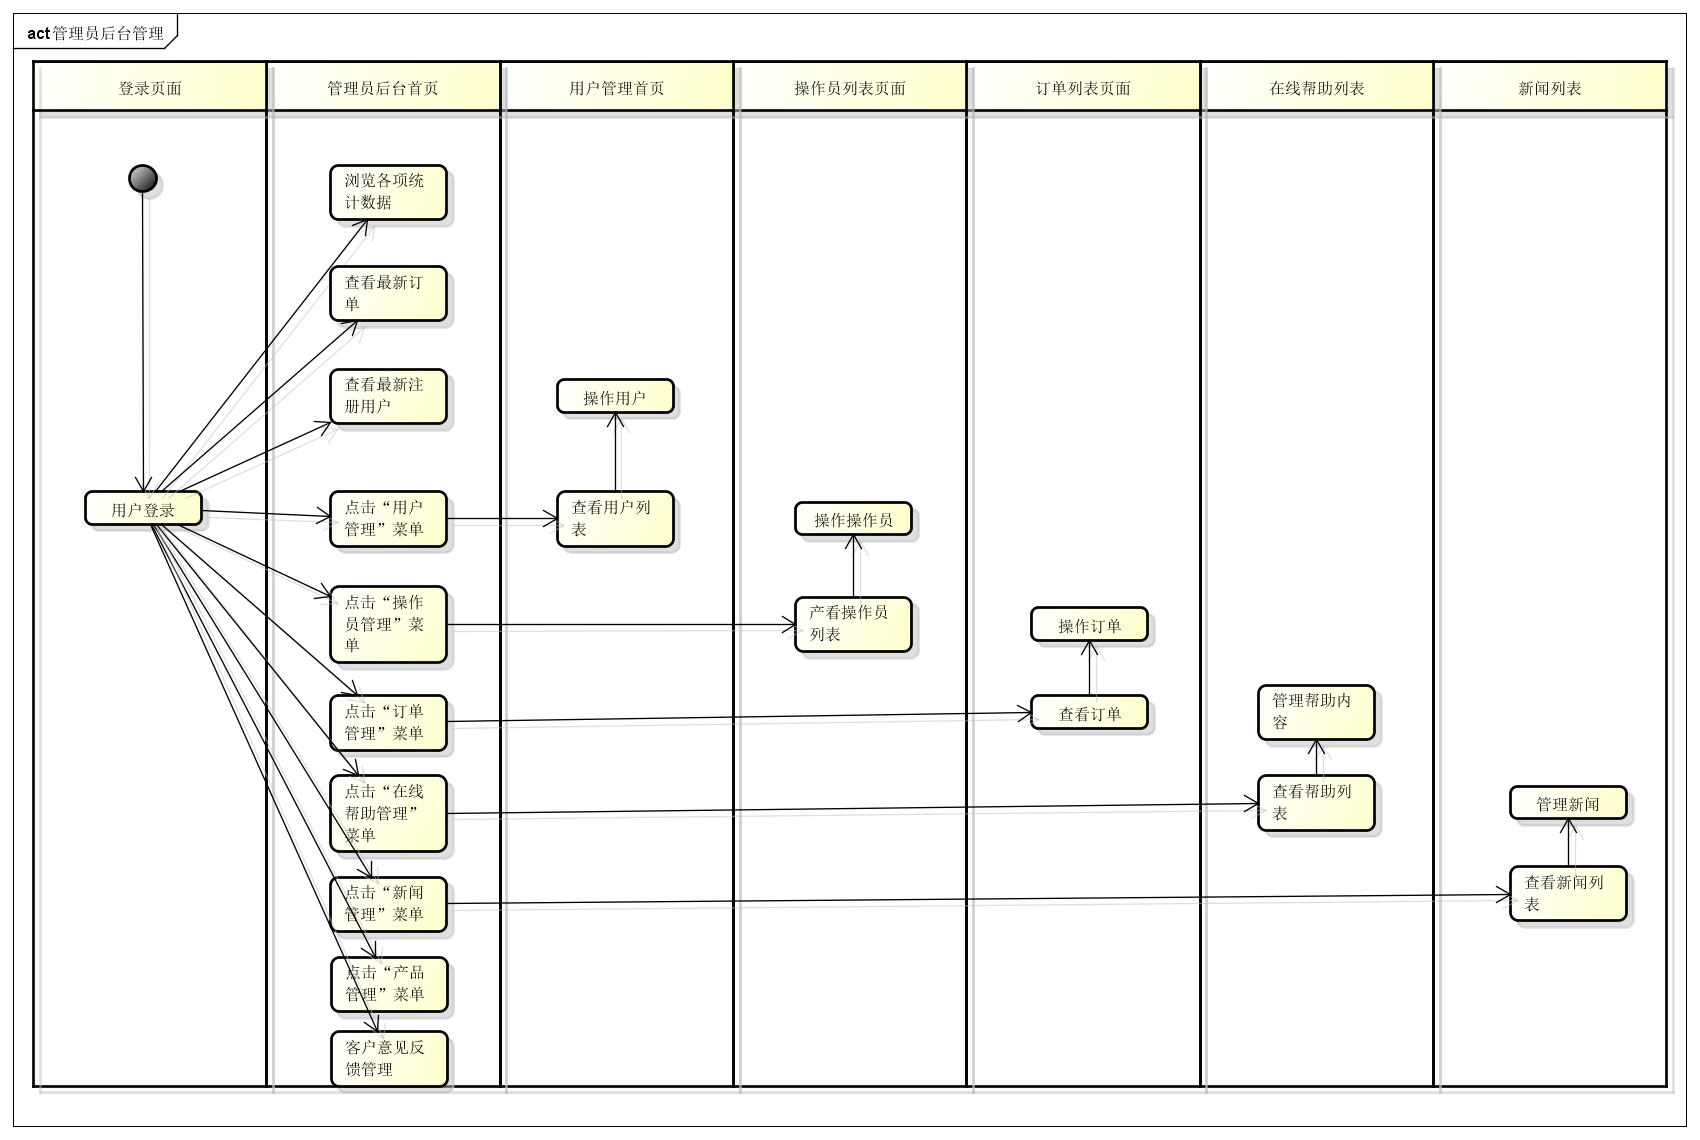 act 管理员后台管理
登录页面
管理员后台首页
用户管理首页
操作员列表页面
订单列表页面
在线帮助列表
新闻列表
浏览各项统
计数据
查看最新订
单
查看最新注
册用户
操作用户
用户登录
点击“用户
管理”菜单
查看用户列
表
操作操作员
点击“操作
员管理”菜
单
产看操作员
列表
操作订单
点击“订单
管理”菜单
查看订单
管理帮助内
容
点击“在线
帮助管理”
菜单
查看帮助列
表
管理新闻
点击“新闻
管理”菜单
查看新闻列
表
点击“产品
管理”菜单
客户意见反
馈管理